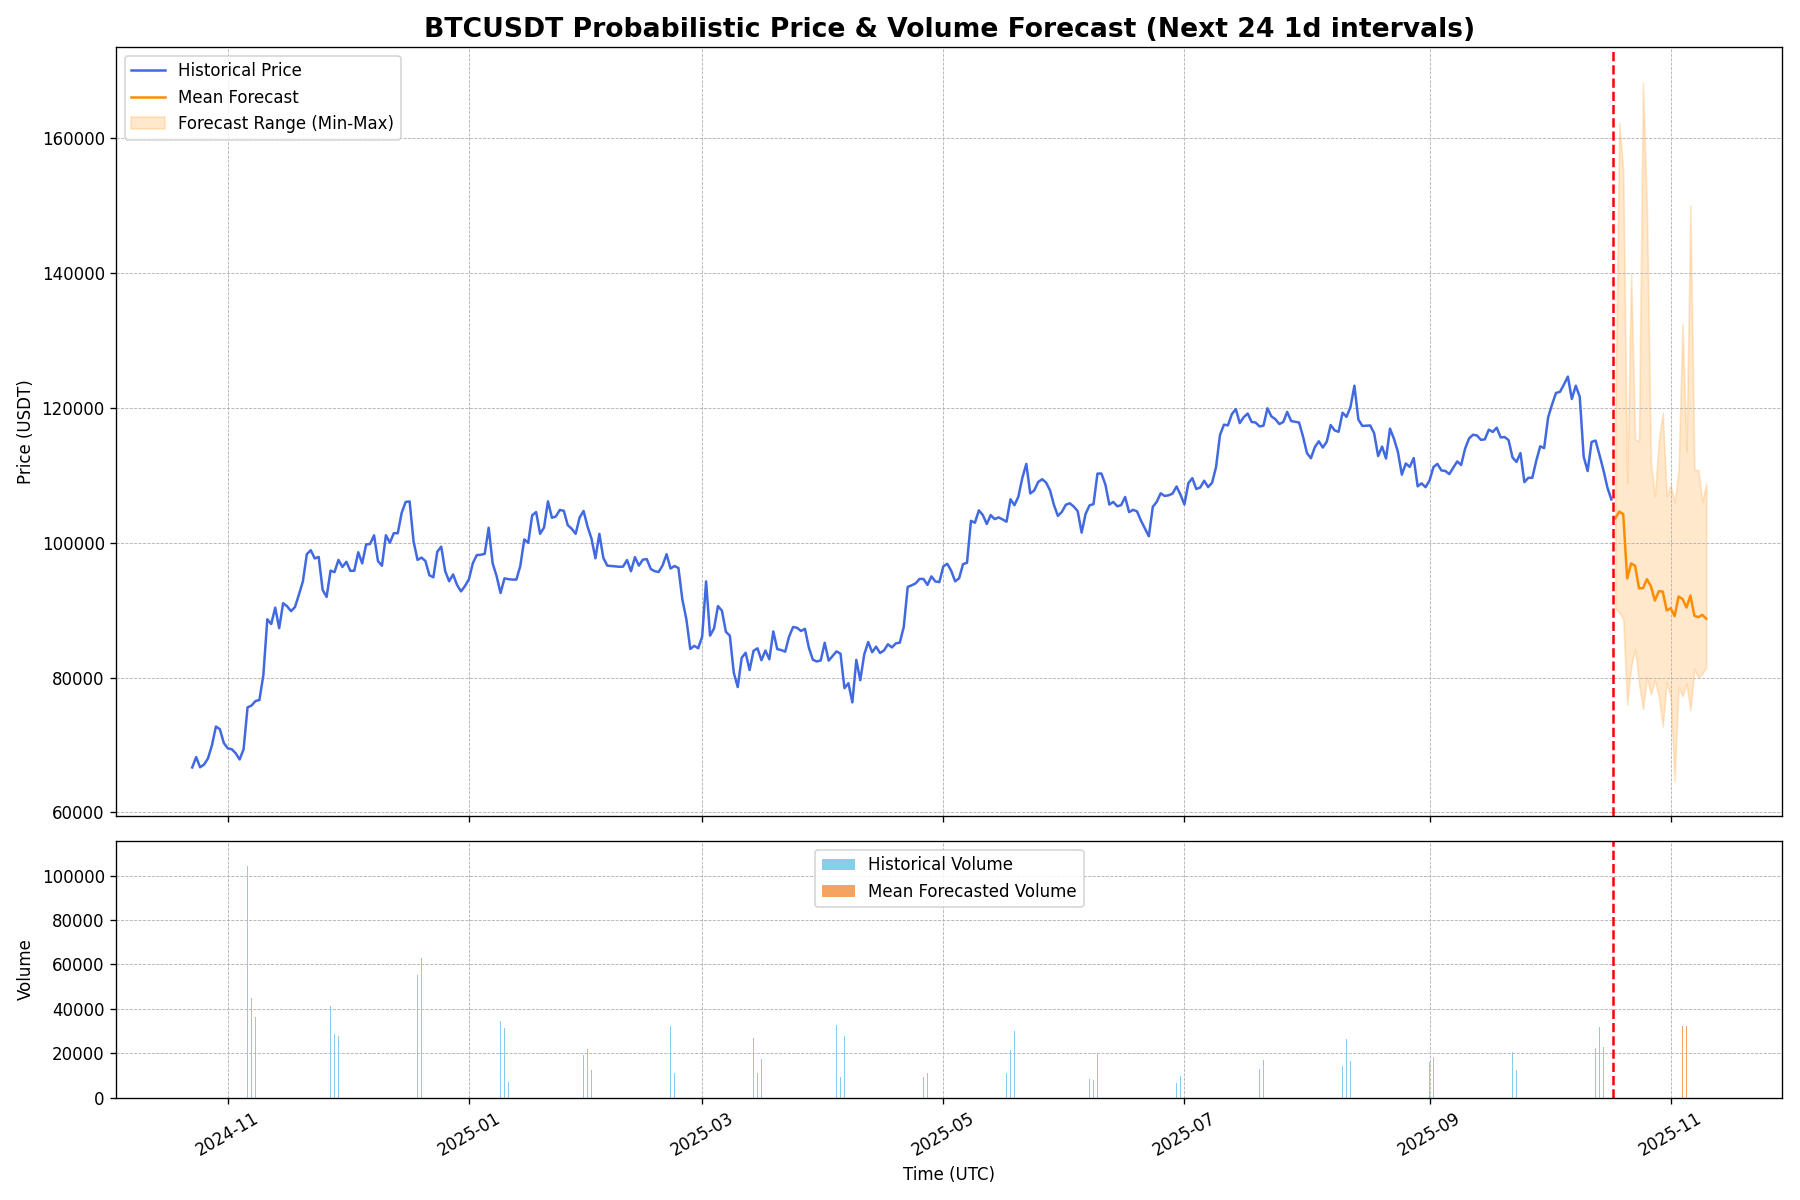 BTCUSDT Probabilistic Price & Volume Forecast (Next 24 1d intervals)
Historical Price
Mean Forecast
Forecast Range (Min-Max)
Price (USDT)
160000
140000
120000
100000
80000
60000
Historical Volume
Mean Forecasted Volume
Volume
100000
80000
60000
40000
20000
0
2024-11
2025-01
2025-03
2025-05
2025-07
2025-09
2025-11
Time (UTC)